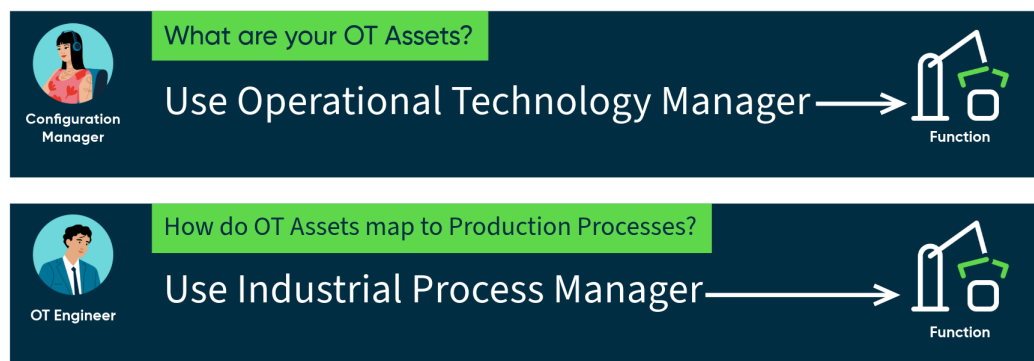 What are your OT Assets?
Use Operational Technology Manager
Configuration
Manager
Function
How do OT Assets map to Production Processes?
Use Industrial Process Manager
OT Engineer
Function